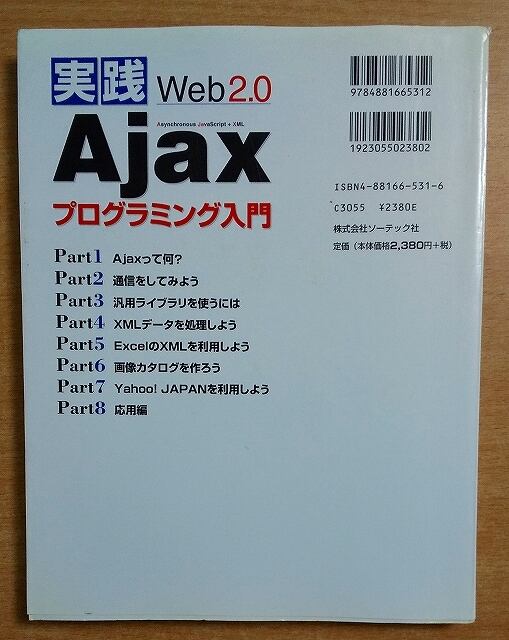 実践 Web2.0
Asynchronous JavaScript + XML
Ajax
プログラミング入門
Part1 Ajaxって何?
Part2 通信をしてみよう
Part3 汎用ライブラリを使うには
Part4 XMLデータを処理しよう
Part5 ExcelのXMLを利用しよう
Part6 画像カタログを作ろう
Part7 Yahoo! JAPANを利用しよう
Part8 応用編
9784881665312
1923055023802
ISBN4-88166-531-6
C3055 ¥2380E
株式会社ソーテック社
定価(本体価格2,380円+税)